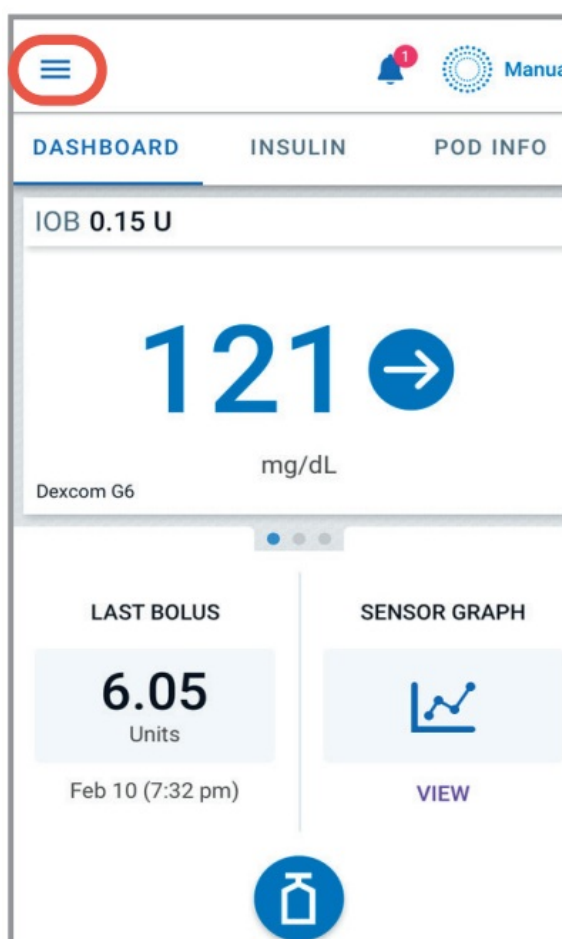 1
Manua
DASHBOARD INSULIN POD INFO
IOB 0.15 U
121
mg/dL
Dexcom G6
LAST BOLUS SENSOR GRAPH
6.05
Units
Feb 10 (7:32 pm) VIEW